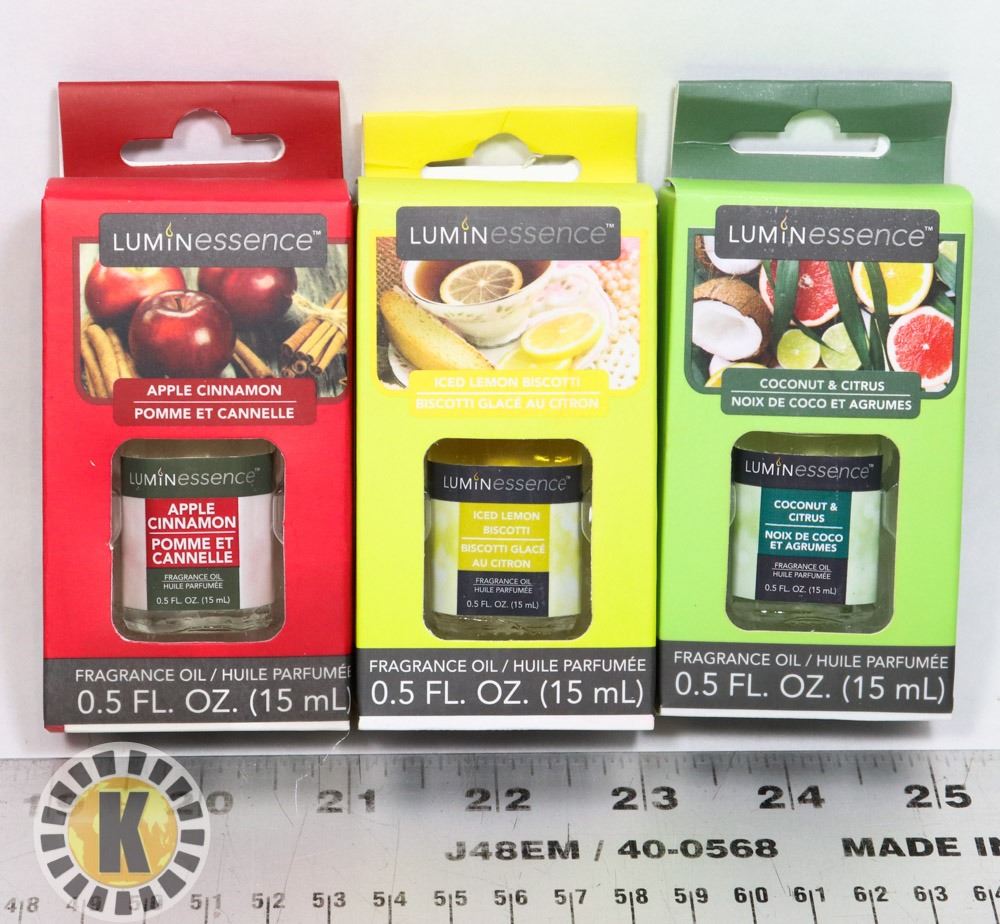 LUMiNessence™
APPLE CINNAMON
POMME ET CANNELLE
LUMiNessence™
APPLE
CINNAMON
POMME ET
CANNELLE
FRAGRANCE OIL
HUILE PARFUMÉE
0.5 FL. OZ. (15 mL)
FRAGRANCE OIL / HUILE PARFUMÉE
0.5 FL. OZ. (15 mL)
LUMiNessence™
ICED LEMON BISCOTTI
BISCOTTI GLACÉ AU CITRON
LUMiNessence™
ICED LEMON
BISCOTTI
BISCOTTI GLACÉ
AU CITRON
FRAGRANCE OIL
HUILE PARFUMÉE
0.5 FL. OZ. (15 mL)
FRAGRANCE OIL / HUILE PARFUMÉE
0.5 FL. OZ. (15 mL)
LUMiNessence™
COCONUT & CITRUS
NOIX DE COCO ET AGRUMES
LUMiNessence™
COCONUT &
CITRUS
NOIX DE COCO
ET AGRUMES
FRAGRANCE OIL
HUILE PARFUMÉE
0.5 FL. OZ. (15 mL)
FRAGRANCE OIL / HUILE PARFUMÉE
0.5 FL. OZ. (15 mL)
21 22 23 24 25
J48EM / 40-0568 MADE IN
K
48 51 52 53 54 55 56 57 58 59 60 61 62 63